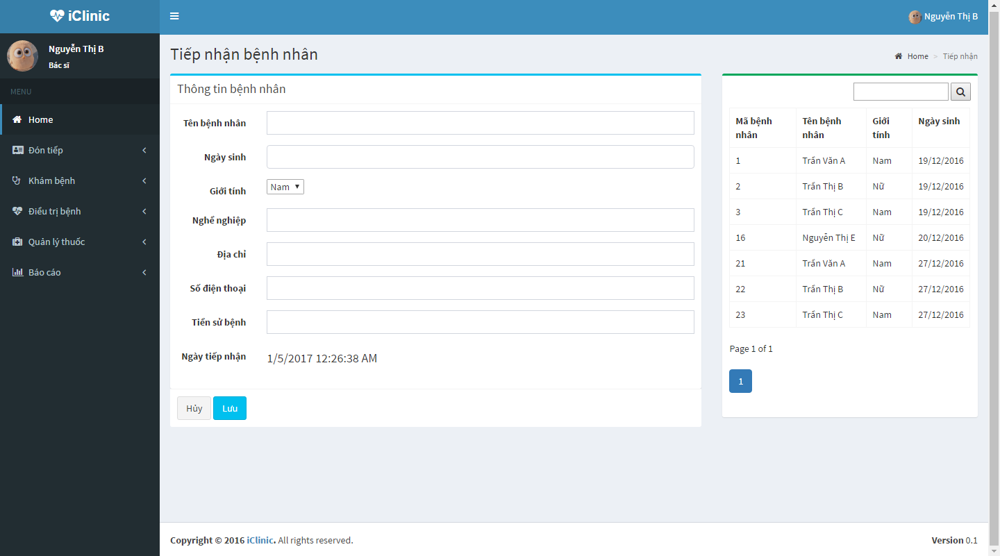 iClinic
Nguyễn Thị B
Nguyễn Thị B
Bác sĩ
MENU
Home
Đón tiếp
Khám bệnh
Điều trị bệnh
Quản lý thuốc
Báo cáo
Tiếp nhận bệnh nhân
Home > Tiếp nhận
Thông tin bệnh nhân
Tên bệnh nhân
Ngày sinh
Giới tính Nam
Nghề nghiệp
Địa chỉ
Số điện thoại
Tiền sử bệnh
Ngày tiếp nhận 1/5/2017 12:26:38 AM
Hủy Lưu
Mã bệnh nhân Tên bệnh nhân Giới tính Ngày sinh
1 Trần Văn A Nam 19/12/2016
2 Trần Thị B Nữ 19/12/2016
3 Trần Thị C Nam 19/12/2016
16 Nguyễn Thị E Nữ 20/12/2016
21 Trần Văn A Nam 27/12/2016
22 Trần Thị B Nữ 27/12/2016
23 Trần Thị C Nam 27/12/2016
Page 1 of 1
1
Copyright © 2016 iClinic. All rights reserved.
Version 0.1